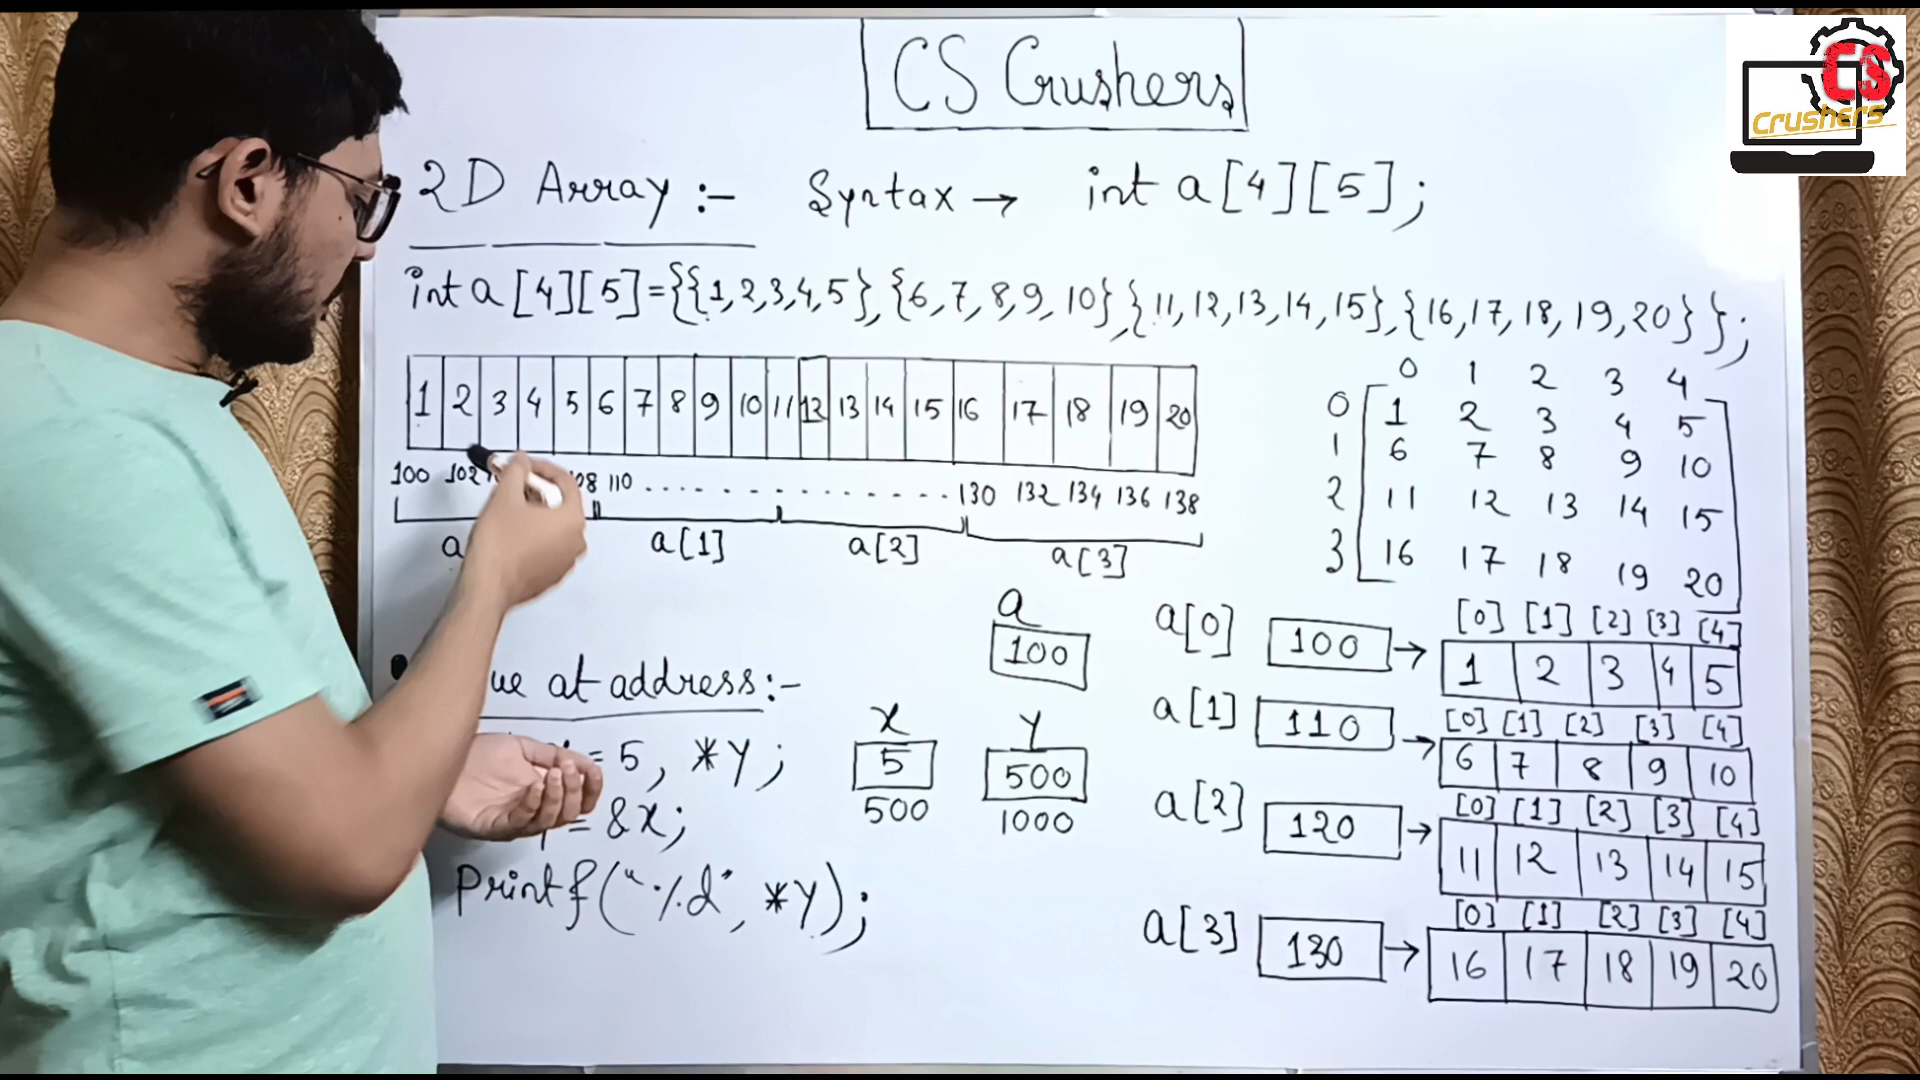 CS Crushers
CS
Crushers
2D Array :- Syntax → int a[4][5];
int a[4][5]={{1,2,3,4,5},{6,7,8,9,10},{11,12,13,14,15},{16,17,18,19,20}};
1 2 3 4 5 6 7 8 9 10 11 12 13 14 15 16 17 18 19 20
100 102 110 . . . . . . . . . . . . . . . 130 132 134 136 138
a a[1] a[2] a[3]
0 1 2 3 4
0 1 2 3 4 5
1 6 7 8 9 10
2 11 12 13 14 15
3 16 17 18 19 20
a
100
at address:-
= 5, *y;
= &x;
Printf("%d", *y);
x
5
500
y
500
1000
[0] [1] [2] [3] [4]
a[0] 100 → 1 2 3 4 5
[0] [1] [2] [3] [4]
a[1] 110 → 6 7 8 9 10
[0] [1] [2] [3] [4]
a[2] 120 → 11 12 13 14 15
[0] [1] [2] [3] [4]
a[3] 130 → 16 17 18 19 20